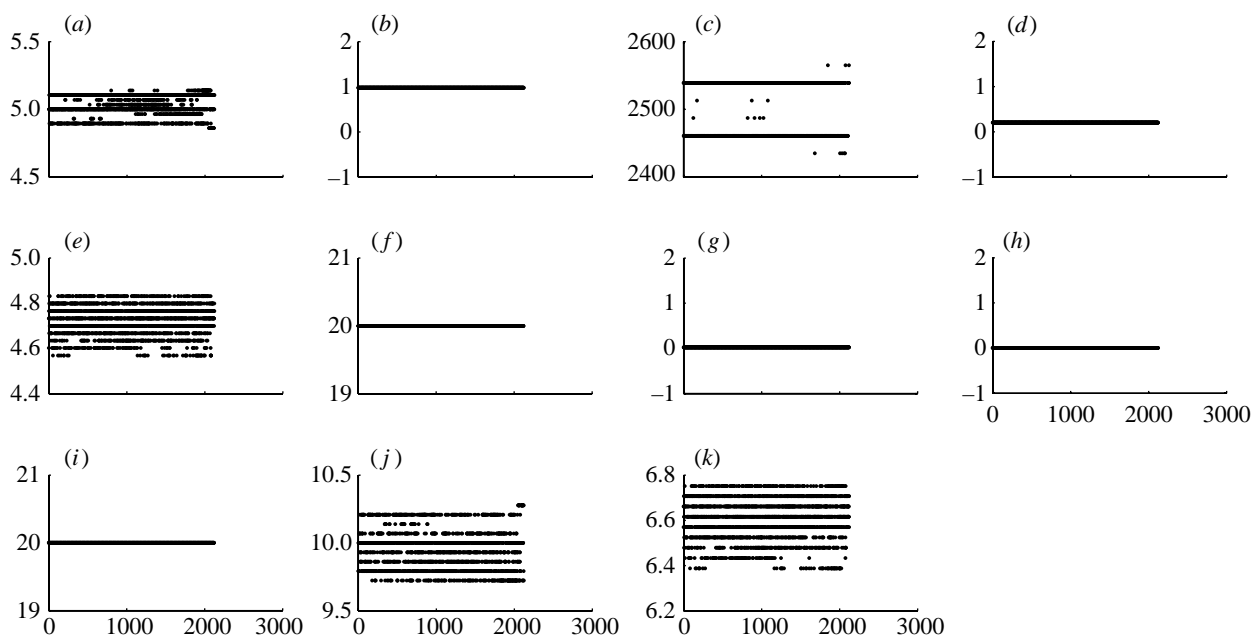 (a) (b) (c) (d)
5.5 2 2600 2
5.0 1 2500 1
0 0
4.5 –1 2400 –1
(e) (f) (g) (h)
5.0 21 2 2
4.8 1 1
4.6 20 0 0
4.4 19 –1 –1
0 1000 2000 3000
(i) (j) (k)
21 10.5 6.8
20 10.0 6.6
6.4
19 9.5 6.2
0 1000 2000 3000 0 1000 2000 3000 0 1000 2000 3000